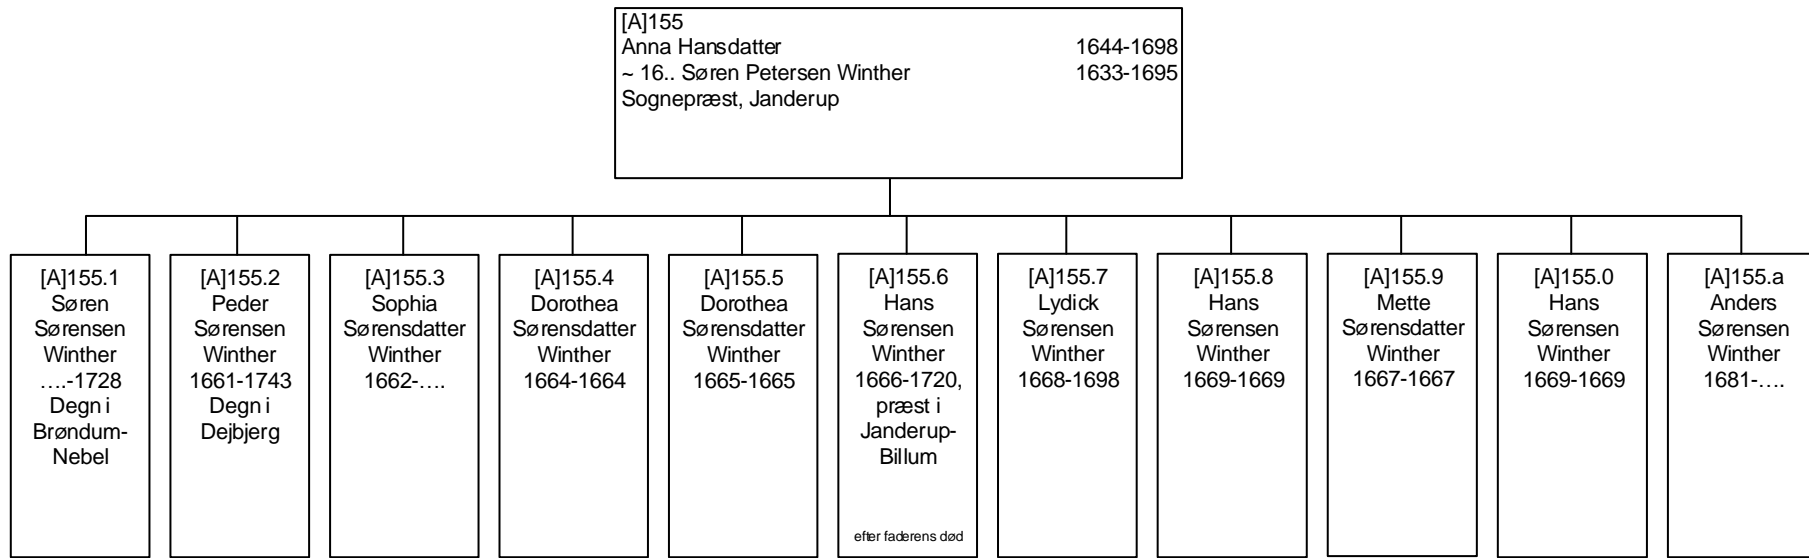 [A]155
Anna Hansdatter 1644-1698
~ 16.. Søren Petersen Winther 1633-1695
Sognepræst, Janderup
[A]155.1
Søren
Sørensen
Winther
….-1728
Degn i
Brøndum-
Nebel
[A]155.2
Peder
Sørensen
Winther
1661-1743
Degn i
Dejbjerg
[A]155.3
Sophia
Sørensdatter
Winther
1662-….
[A]155.4
Dorothea
Sørensdatter
Winther
1664-1664
[A]155.5
Dorothea
Sørensdatter
Winther
1665-1665
[A]155.6
Hans
Sørensen
Winther
1666-1720,
præst i
Janderup-
Billum
efter faderens død
[A]155.7
Lydick
Sørensen
Winther
1668-1698
[A]155.8
Hans
Sørensen
Winther
1669-1669
[A]155.9
Mette
Sørensdatter
Winther
1667-1667
[A]155.0
Hans
Sørensen
Winther
1669-1669
[A]155.a
Anders
Sørensen
Winther
1681-….